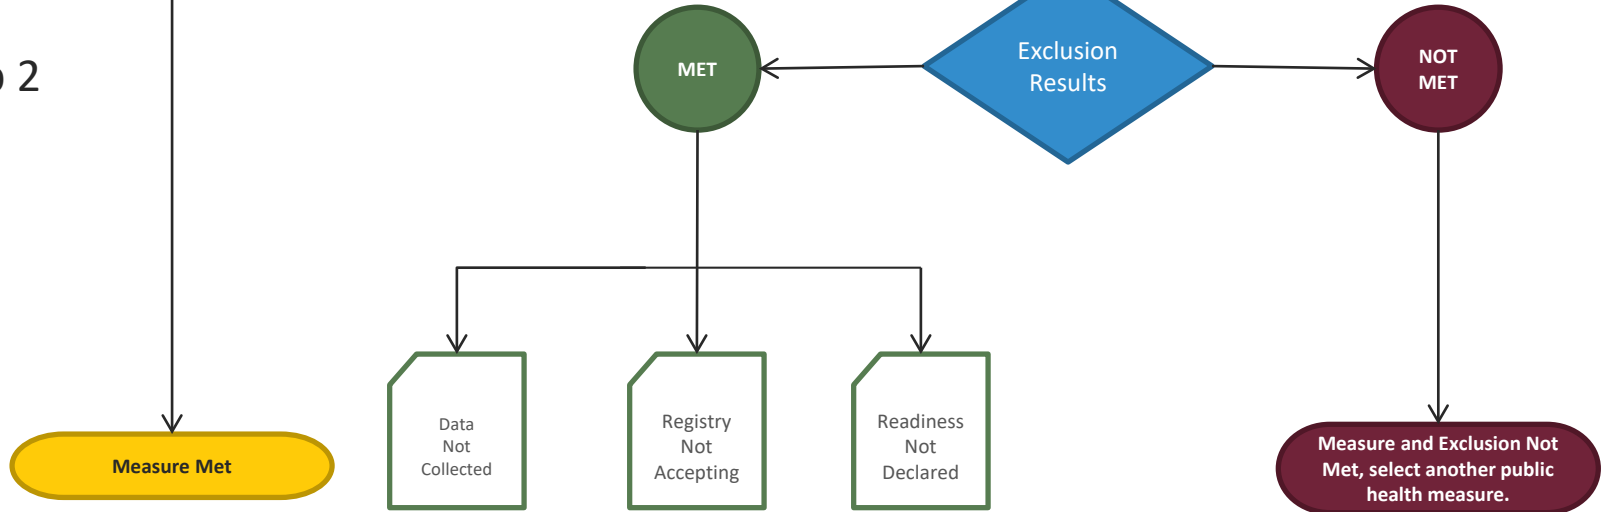 2
Exclusion
Results
MET
NOT
MET
Data
Not
Collected
Registry
Not
Accepting
Readiness
Not
Declared
Measure Met
Measure and Exclusion Not
Met, select another public
health measure.